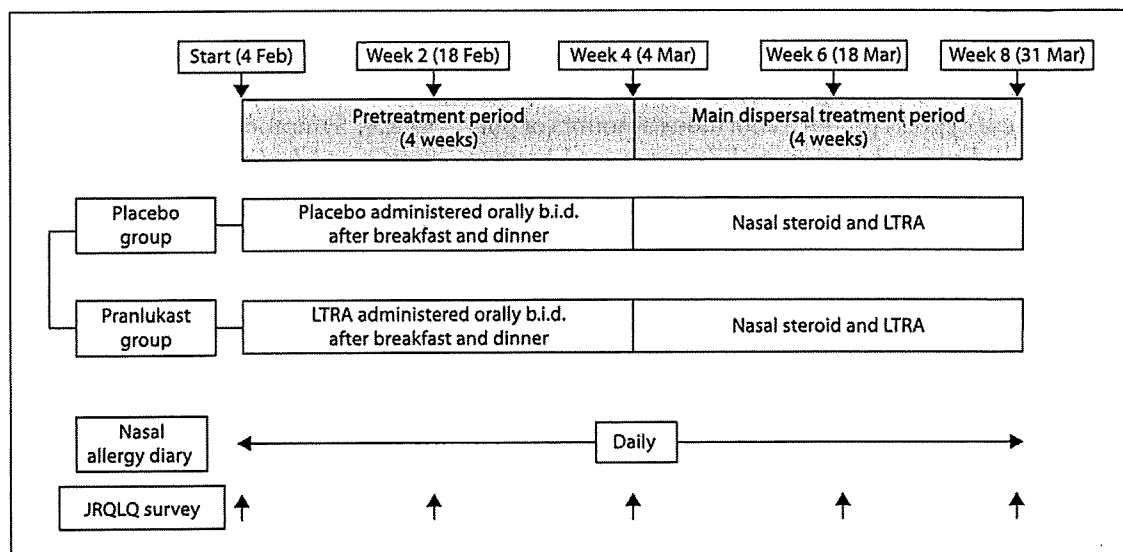 Start (4 Feb)
Week 2 (18 Feb)
Week 4 (4 Mar)
Week 6 (18 Mar)
Week 8 (31 Mar)
Pretreatment period
(4 weeks)
Main dispersal treatment period
(4 weeks)
Placebo
group
Placebo administered orally b.i.d.
after breakfast and dinner
Nasal steroid and LTRA
Pranlukast
group
LTRA administered orally b.i.d.
after breakfast and dinner
Nasal steroid and LTRA
Nasal
allergy diary
Daily
JRQLQ survey